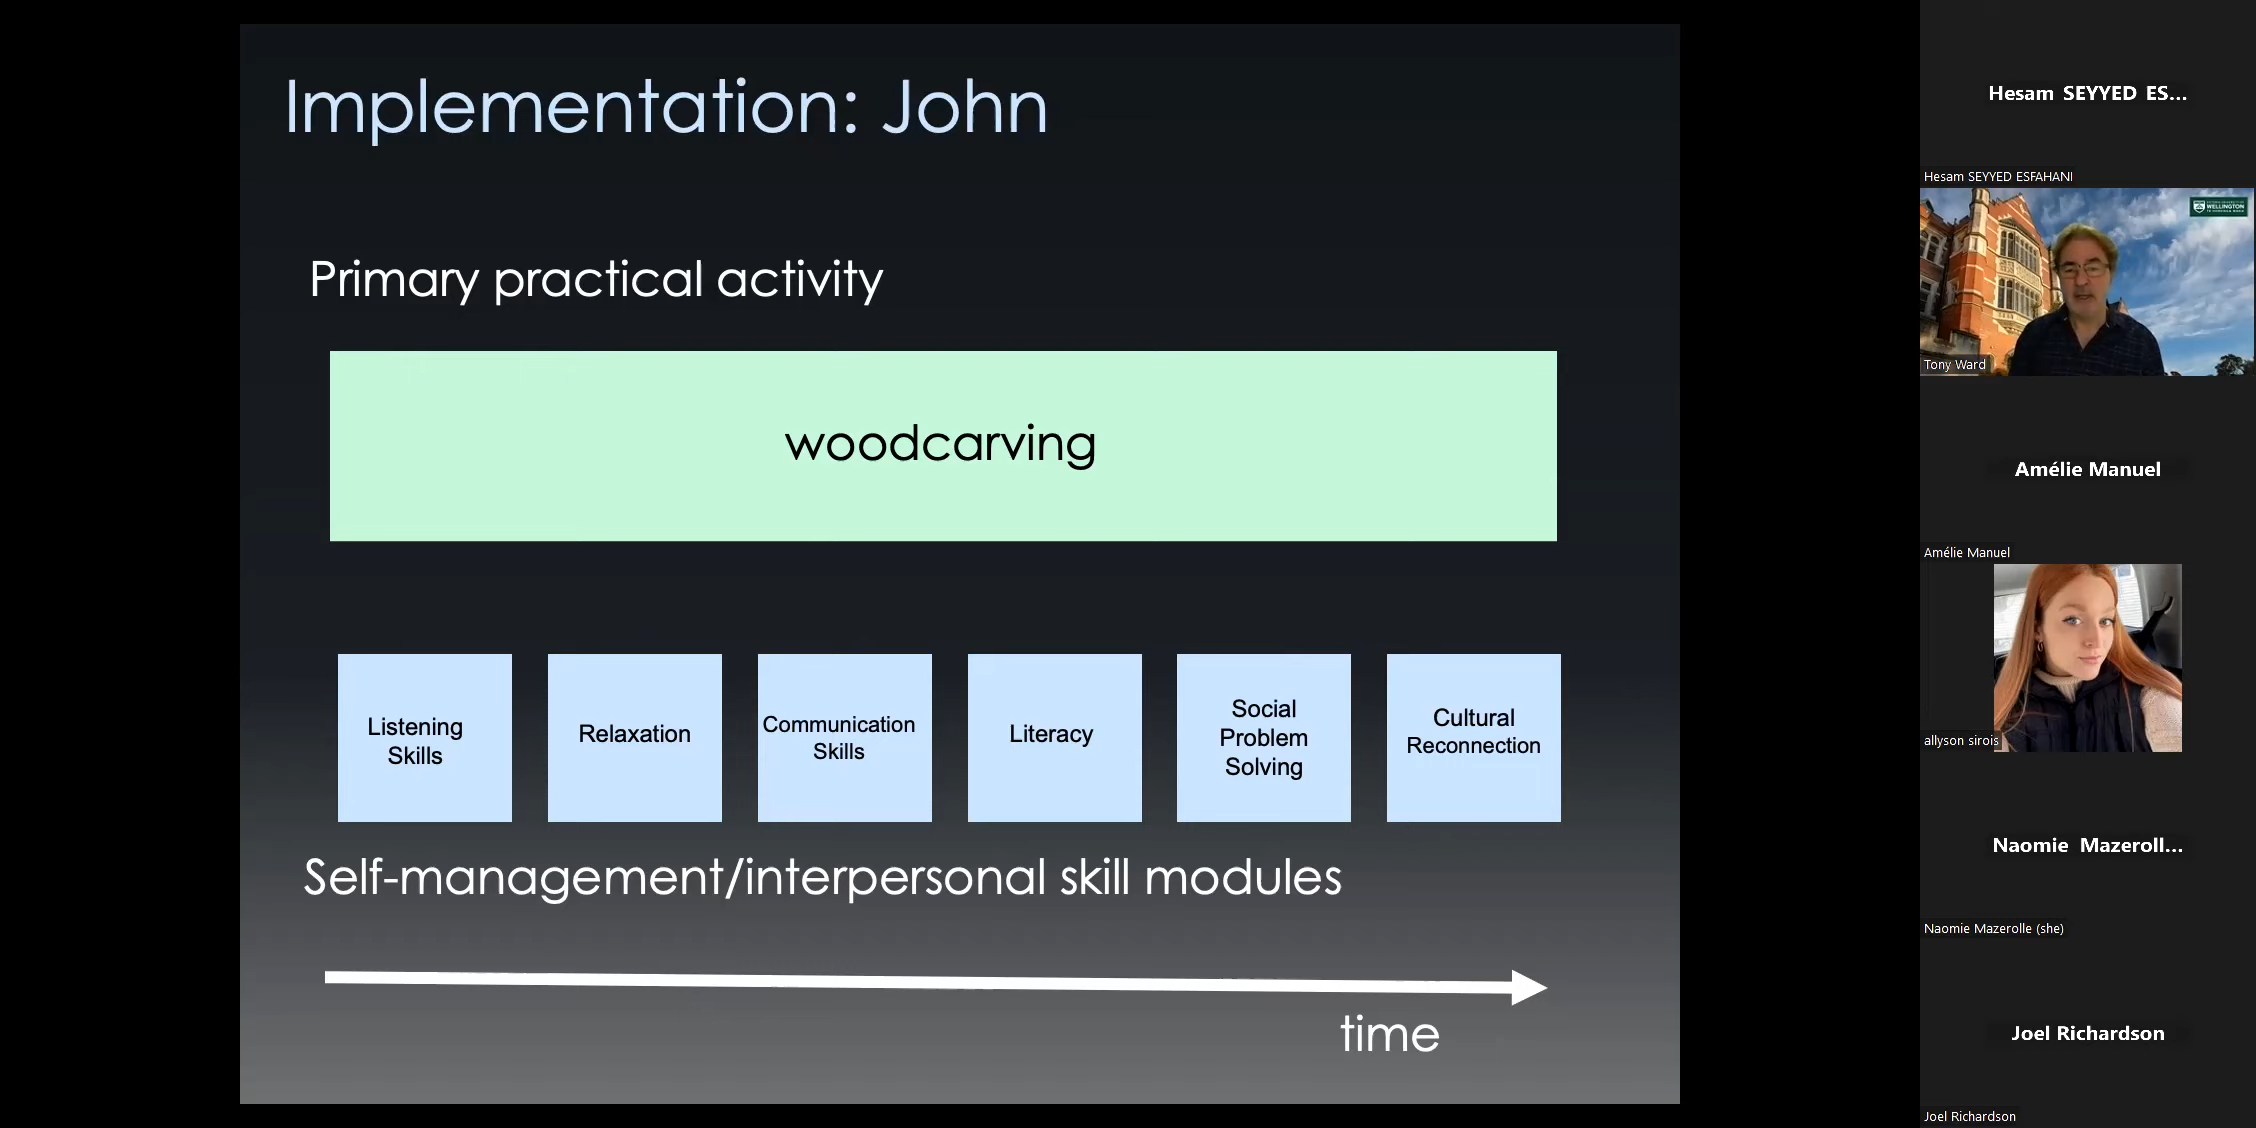 Implementation: John
Primary practical activity
woodcarving
Listening
Skills
Relaxation
Communication
Skills
Literacy
Social
Problem
Solving
Cultural
Reconnection
Self-management/interpersonal skill modules
time
Hesam SEYYED ES...
Hesam SEYYED ESFAHANI
WELLINGTON
Tony Ward
Amélie Manuel
Amélie Manuel
allyson sirois
Naomie Mazeroll...
Naomie Mazerolle (she)
Joel Richardson
Joel Richardson